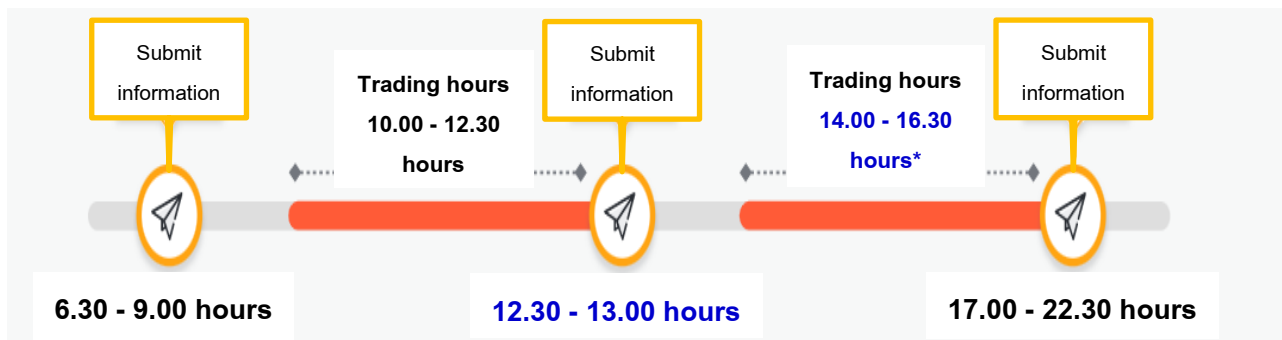 Submit
information
Trading hours
10.00 - 12.30
hours
Submit
information
Trading hours
14.00 - 16.30
hours*
Submit
information
6.30 - 9.00 hours
12.30 - 13.00 hours
17.00 - 22.30 hours